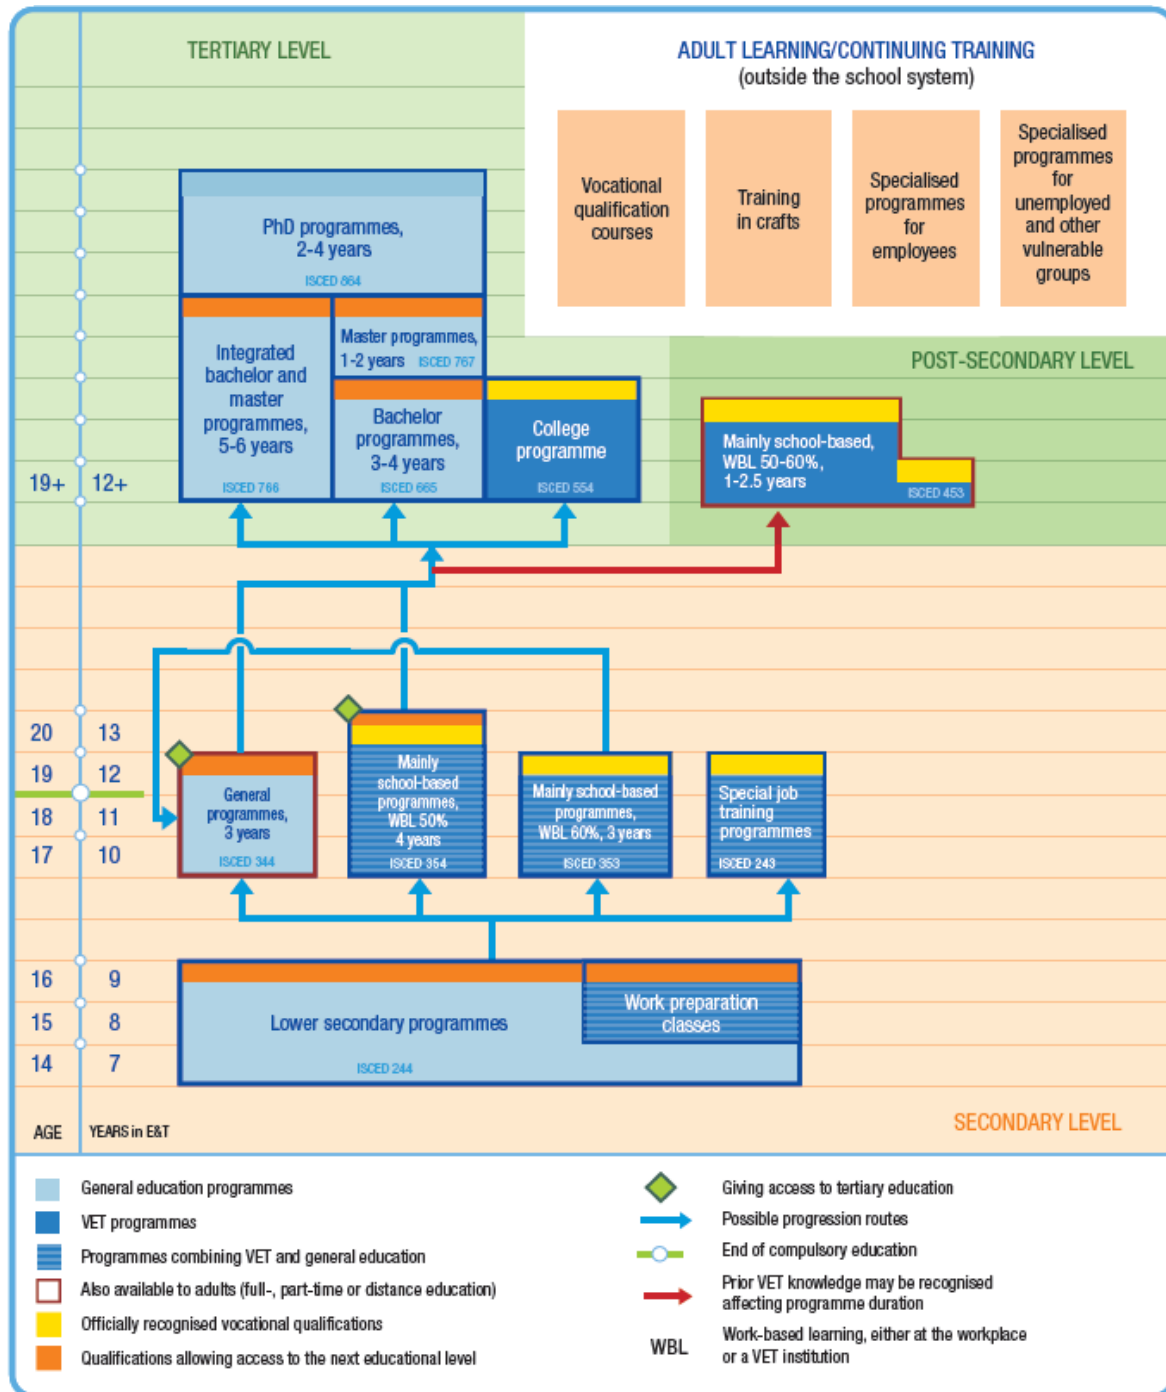 TERTIARY LEVEL
ADULT LEARNING/CONTINUING TRAINING
(outside the school system)
Vocational
qualification
courses
Training
in crafts
Specialised
programmes
for
employees
Specialised
programmes
for
unemployed
and other
vulnerable
groups
PhD programmes,
2-4 years
ISCED 864
Integrated
bachelor and
master
programmes,
5-6 years
ISCED 766
Master programmes,
1-2 years ISCED 767
Bachelor
programmes,
3-4 years
ISCED 665
College
programme
ISCED 554
POST-SECONDARY LEVEL
Mainly school-based,
WBL 50-60%,
1-2.5 years
ISCED 453
19+ 12+
20 13
19 12
18 11
17 10
General
programmes,
3 years
ISCED 344
Mainly
school-based
programmes,
WBL 50%
4 years
ISCED 354
Mainly school-based
programmes,
WBL 60%, 3 years
ISCED 353
Special job
training
programmes
ISCED 243
16 9
15 8
14 7
Lower secondary programmes
ISCED 244
Work preparation
classes
AGE YEARS in E&T
SECONDARY LEVEL
General education programmes
VET programmes
Programmes combining VET and general education
Also available to adults (full-, part-time or distance education)
Officially recognised vocational qualifications
Qualifications allowing access to the next educational level
Giving access to tertiary education
Possible progression routes
End of compulsory education
Prior VET knowledge may be recognised
affecting programme duration
WBL
Work-based learning, either at the workplace
or a VET institution